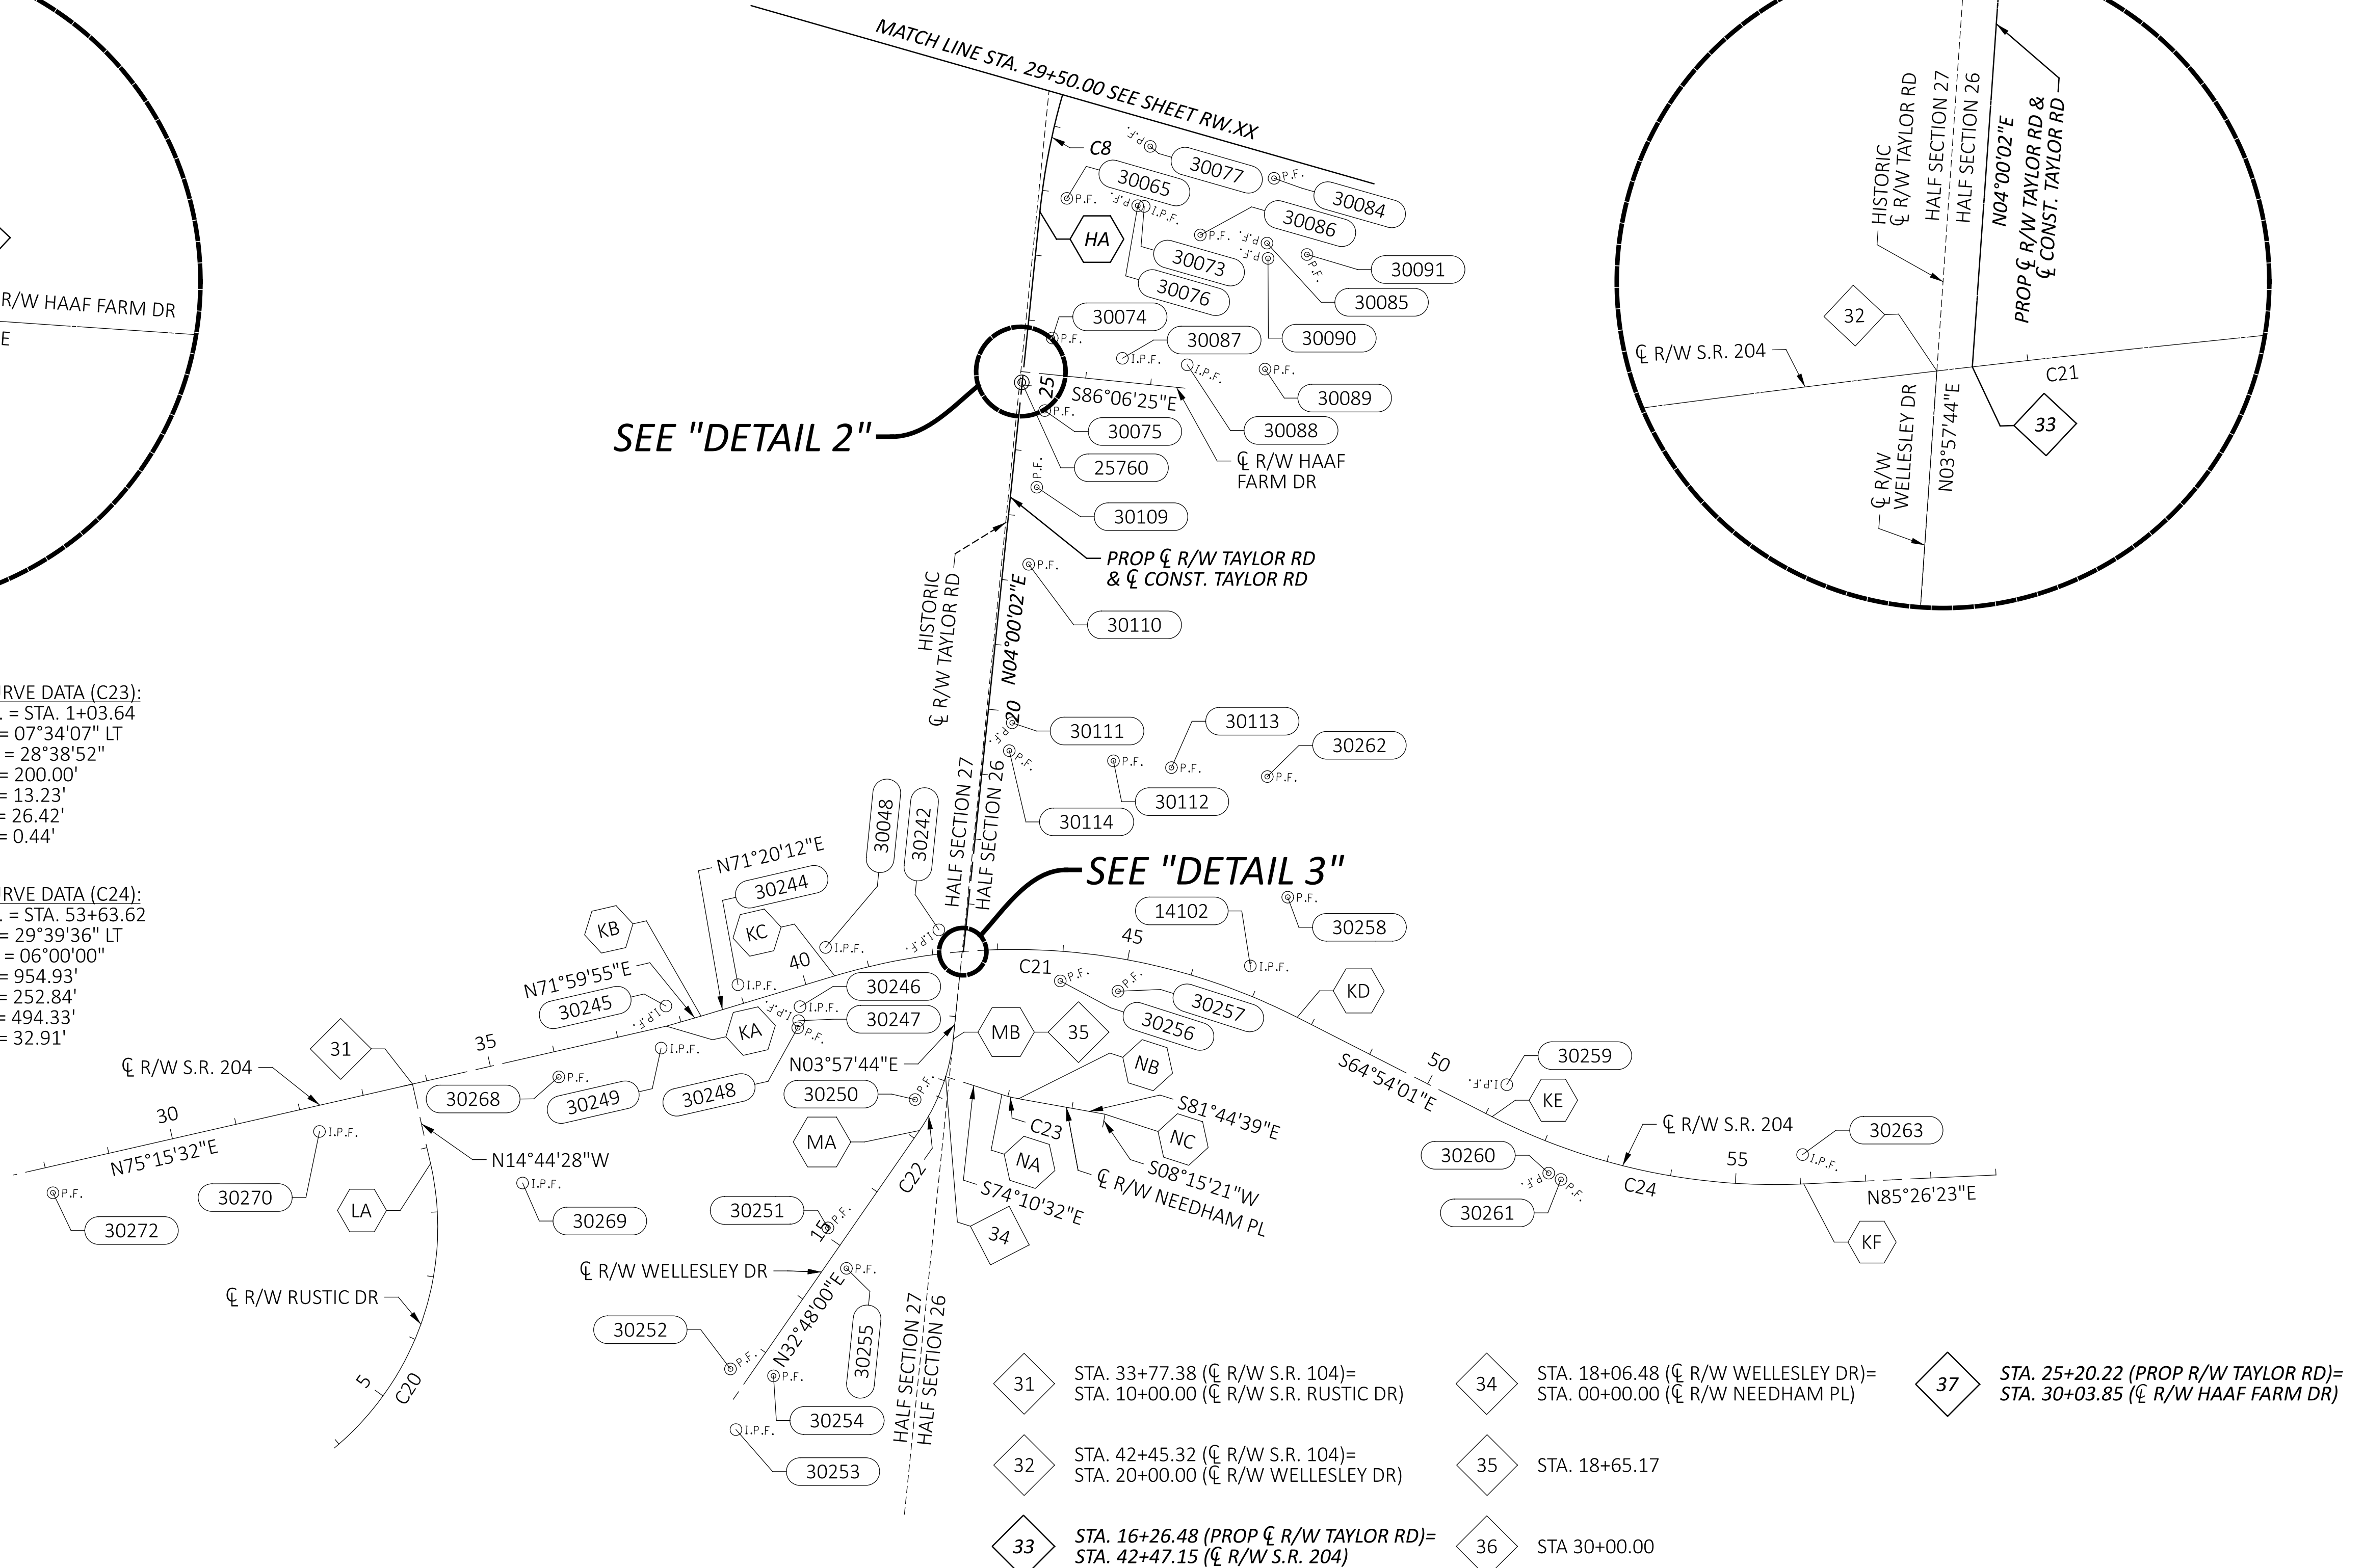 MATCH LINE STA. 29+50.00 SEE SHEET RW.XX
C8
30077
P.F.
30065
P.F.
P.F.
30084
P.F.
I.P.F.
30086
P.F.
HA
30073
30076
P.F.
P.F.
30091
P.F.
30085
30074
P.F.
30087
I.P.F.
30090
SEE "DETAIL 2"
25
S86°06'25"E
I.P.F.
P.F.
30089
P.F.
30075
30088
25760
℄ R/W HAAF
FARM DR
P.F.
30109
HISTORIC
℄ R/W TAYLOR RD
PROP ℄ R/W TAYLOR RD
& ℄ CONST. TAYLOR RD
P.F.
30110
N04°00'02"E
20
30111
P.F.
30113
P.F.
30262
P.F.
P.F.
30112
P.F.
30114
HALF SECTION 27
HALF SECTION 26
SEE "DETAIL 3"
30048
30242
N71°20'12"E
30244
KB
KC
40
I.P.F.
I.P.F.
N71°59'55"E
30245
I.P.F.
I.P.F.
KA
30246
I.P.F.
30247
I.P.F.
P.F.
C21
45
14102
I.P.F.
P.F.
30258
P.F.
P.F.
30257
30256
KD
31
35
℄ R/W S.R. 204
30268
P.F.
30249
I.P.F.
30248
N03°57'44"E
MB
35
NB
30250
P.F.
50
S64°54'01"E
30259
I.P.F.
KE
30
N75°15'32"E
I.P.F.
30270
P.F.
30272
LA
N14°44'28"W
I.P.F.
30269
MA
C22
C23
NA
NC
S81°44'39"E
S08°15'21"W
℄ R/W NEEDHAM PL
S74°10'32"E
34
℄ R/W S.R. 204
30263
I.P.F.
30260
P.F.
P.F.
30261
55
C24
N85°26'23"E
KF
30251
P.F.
15
℄ R/W WELLESLEY DR
P.F.
℄ R/W RUSTIC DR
30252
P.F.
N32°48'00"E
30255
P.F.
30254
I.P.F.
30253
5
C20
HALF SECTION 27
HALF SECTION 26
R/W HAAF FARM DR
E
URVE DATA (C23):
. = STA. 1+03.64
= 07°34'07" LT
= 28°38'52"
= 200.00'
= 13.23'
= 26.42'
= 0.44'
URVE DATA (C24):
. = STA. 53+63.62
= 29°39'36" LT
= 06°00'00"
= 954.93'
= 252.84'
= 494.33'
= 32.91'
HISTORIC
℄ R/W TAYLOR RD
HALF SECTION 27
HALF SECTION 26
N04°00'02"E
PROP ℄ R/W TAYLOR RD &
℄ CONST. TAYLOR RD
32
℄ R/W S.R. 204
C21
33
℄ R/W
WELLESLEY DR
N03°57'44"E
31
STA. 33+77.38 (℄ R/W S.R. 104)=
STA. 10+00.00 (℄ R/W S.R. RUSTIC DR)
32
STA. 42+45.32 (℄ R/W S.R. 104)=
STA. 20+00.00 (℄ R/W WELLESLEY DR)
33
STA. 16+26.48 (PROP ℄ R/W TAYLOR RD)=
STA. 42+47.15 (℄ R/W S.R. 204)
34
STA. 18+06.48 (℄ R/W WELLESLEY DR)=
STA. 00+00.00 (℄ R/W NEEDHAM PL)
35
STA. 18+65.17
36
STA 30+00.00
37
STA. 25+20.22 (PROP R/W TAYLOR RD)=
STA. 30+03.85 (℄ R/W HAAF FARM DR)